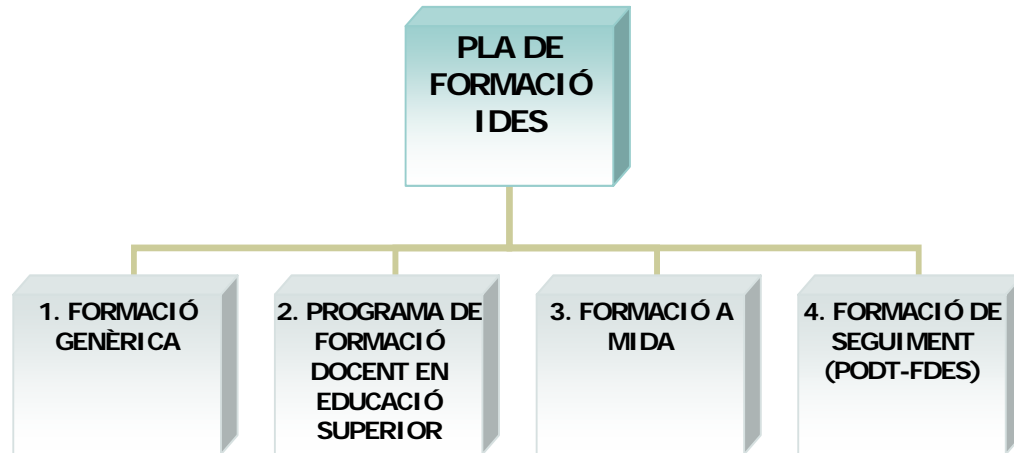 PLA DE
FORMACIÓ
IDES
1. FORMACIÓ
GENÈRICA
2. PROGRAMA DE
FORMACIÓ
DOCENT EN
EDUCACIÓ
SUPERIOR
3. FORMACIÓ A
MIDA
4. FORMACIÓ DE
SEGUIMENT
(PODT-FDES)